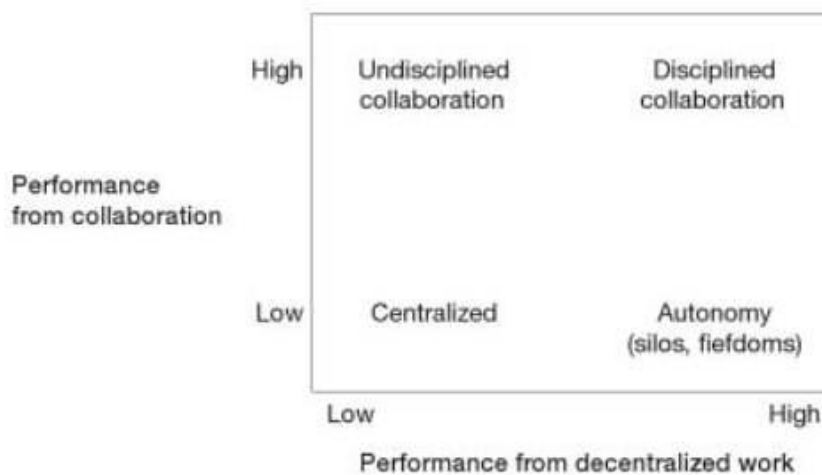 High
Undisciplined
collaboration
Disciplined
collaboration
Performance
from collaboration
Low
Centralized
Autonomy
(silos, fiefdoms)
Low
High
Performance from decentralized work